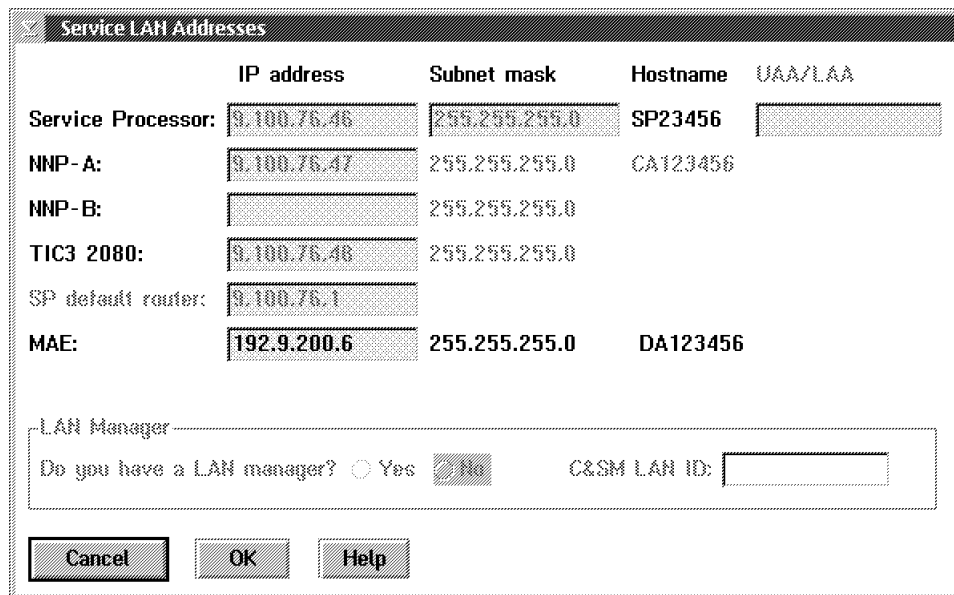 Service LAN Addresses
IP address Subnet mask Hostname UAA/LAA
Service Processor: 9.100.76.46 255.255.255.0 SP23456
NNP-A: 9.100.76.47 255.255.255.0 CA123456
NNP-B: 255.255.255.0
TIC3 2080: 9.100.76.48 255.255.255.0
SP default router: 9.100.76.1
MAE: 192.9.200.6 255.255.255.0 DA123456
LAN Manager
Do you have a LAN manager? Yes No C&SM LAN ID:
Cancel OK Help